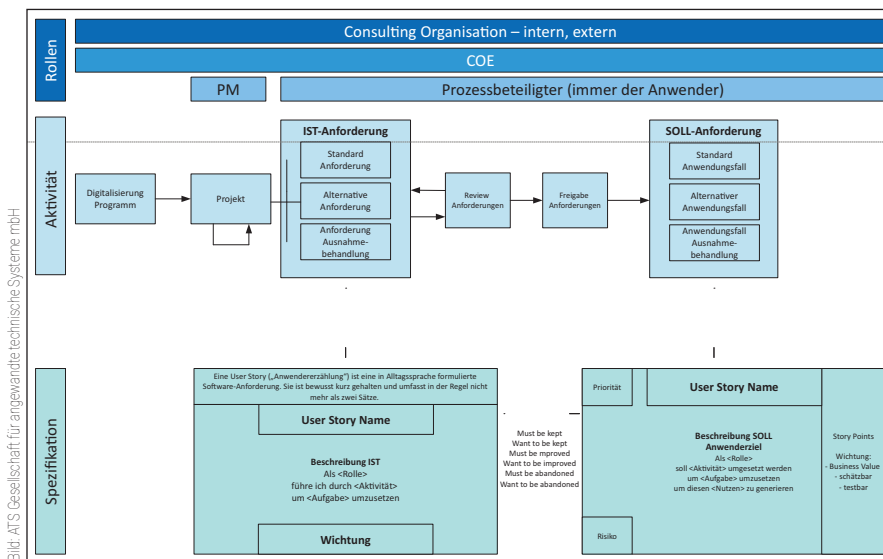 Rollen
Consulting Organisation – intern, extern
COE
PM
Prozessbeteiligter (immer der Anwender)
Aktivität
Digitalisierung
Programm
Projekt
IST-Anforderung
Standard
Anforderung
Alternative
Anforderung
Anforderung
Ausnahme-
behandlung
Review
Anforderungen
Freigabe
Anforderungen
SOLL-Anforderung
Standard
Anwendungsfall
Alternativer
Anwendungsfall
Anwendungsfall
Ausnahme-
behandlung
Spezifikation
Eine User Story („Anwendererzählung") ist eine in Alltagssprache formulierte
Software-Anforderung. Sie ist bewusst kurz gehalten und umfasst in der Regel nicht
mehr als zwei Sätze.
User Story Name
Beschreibung IST
Als <Rolle>
führe ich durch <Aktivität>
um <Aufgabe> umzusetzen
Wichtung
Must be kept
Want to be kept
Must be mproved
Want to be improved
Must be abandoned
Want to be abandoned
Priorität
User Story Name
Beschreibung SOLL
Anwenderziel
Als <Rolle>
soll <Aktivität> umgesetzt werden
um <Aufgabe> umzusetzen
um diesen <Nutzen> zu generieren
Risiko
Story Points
Wichtung:
- Business Value
- schätzbar
- testbar
Bild: ATS Gesellschaft für angewandte technische Systeme mbH